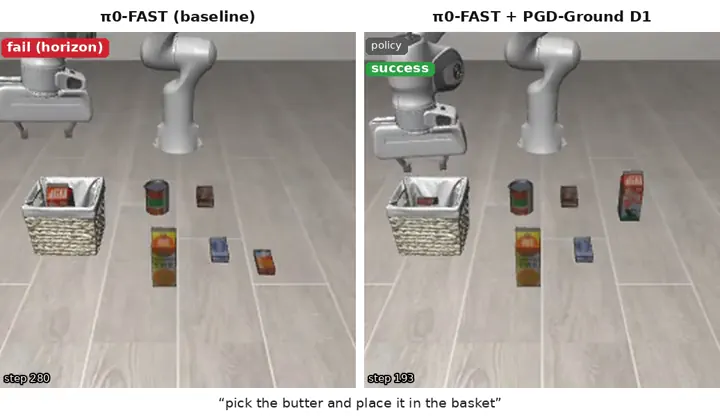 π0-FAST (baseline)
π0-FAST + PGD-Ground D1
fail (horizon)
policy
success
step 280
step 193
“pick the butter and place it in the basket”